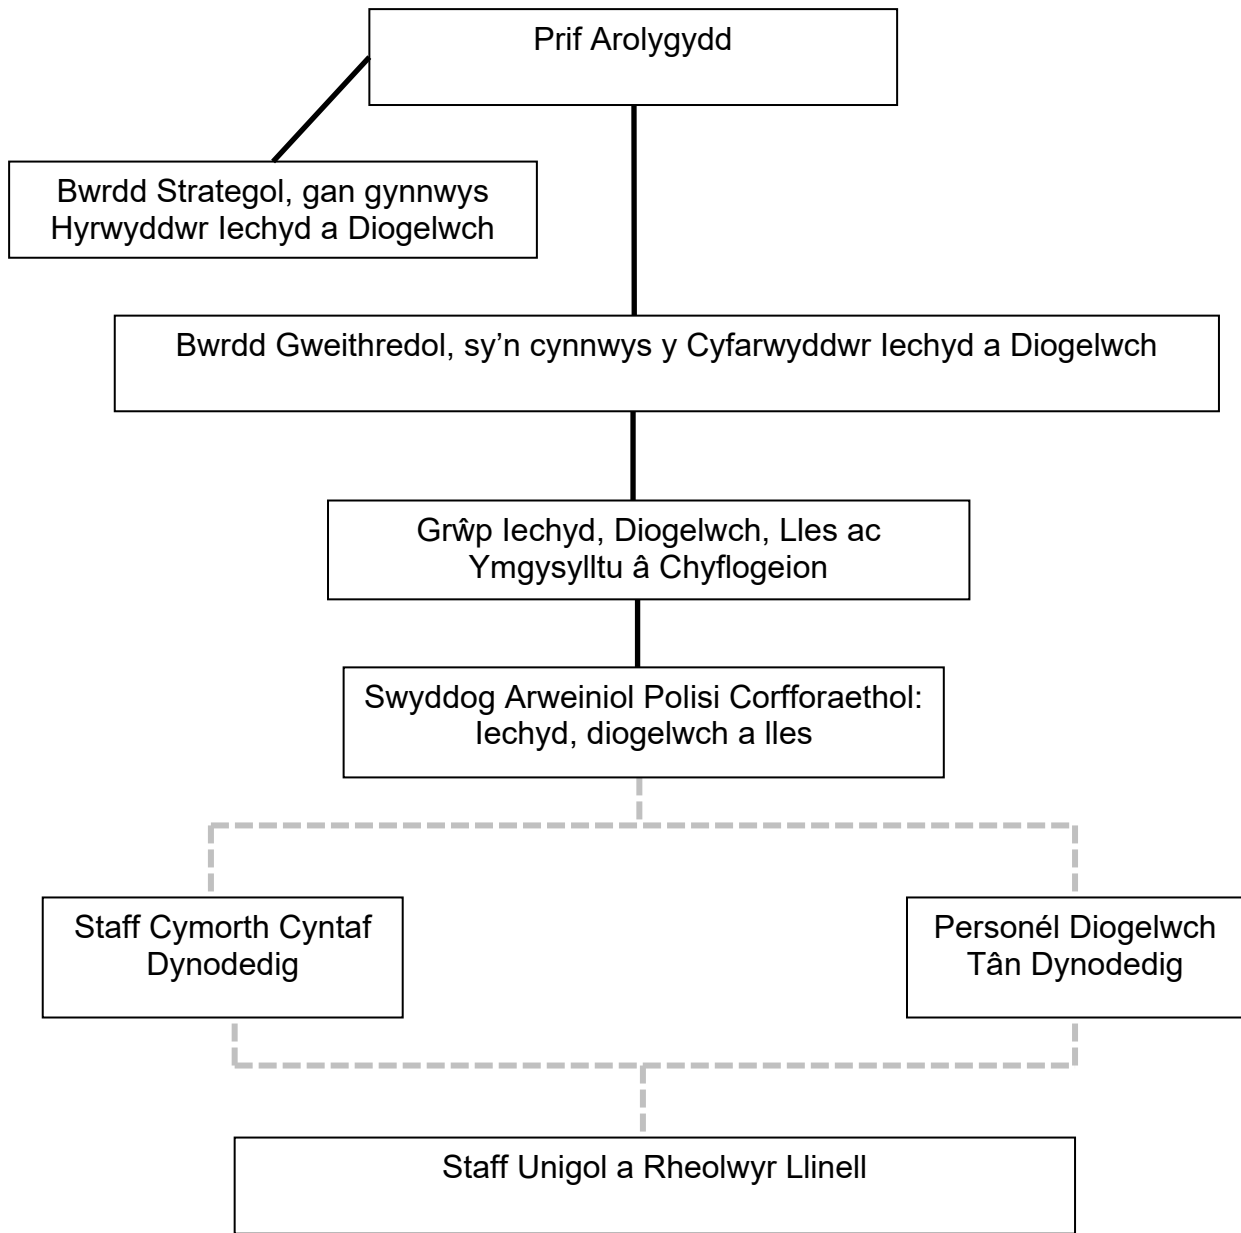 Prif Arolygydd
Bwrdd Strategol, gan gynnwys
Hyrwyddwr Iechyd a Diogelwch
Bwrdd Gweithredol, sy’n cynnwys y Cyfarwyddwr Iechyd a Diogelwch
Grŵp Iechyd, Diogelwch, Lles ac
Ymgysylltu â Chyflogeion
Swyddog Arweiniol Polisi Corfforaethol:
Iechyd, diogelwch a lles
Staff Cymorth Cyntaf
Dynodedig
Personél Diogelwch
Tân Dynodedig
Staff Unigol a Rheolwyr Llinell